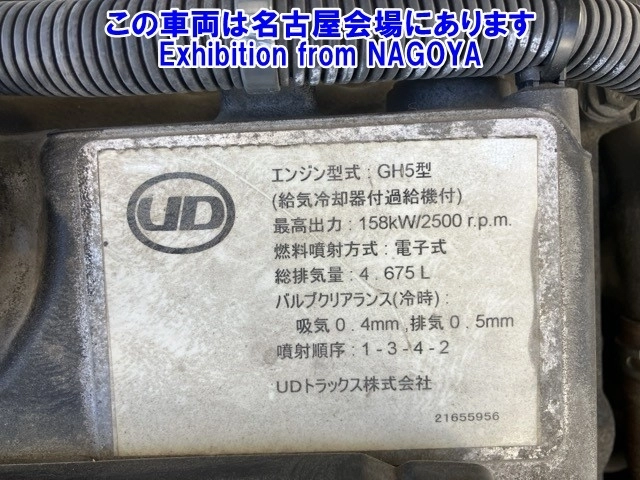 この車両は名古屋会場にあります
Exhibition from NAGOYA
UD
エンジン型式 : GH5型
(給気冷却器付過給機付)
最高出力 : 158kW/2500 r.p.m.
燃料噴射方式 : 電子式
総排気量 : 4 . 675 L
バルブクリアランス(冷時) :
吸気 0 . 4mm ,排気 0 . 5mm
噴射順序 : 1 - 3 - 4 - 2
UDトラックス株式会社
21655956